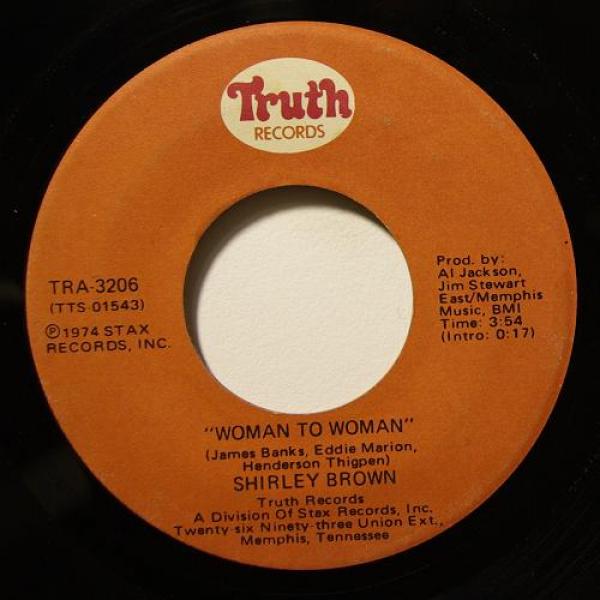 Truth
RECORDS
TRA-3206
(TTS-01543)
℗ 1974 STAX
RECORDS, INC.
Prod. by:
Al Jackson,
Jim Stewart
East/Memphis
Music, BMI
Time: 3:54
(Intro: 0:17)
"WOMAN TO WOMAN"
(James Banks, Eddie Marion,
Henderson Thigpen)
SHIRLEY BROWN
Truth Records
A Division Of Stax Records, Inc.
Twenty-six Ninety-three Union Ext.,
Memphis, Tennessee